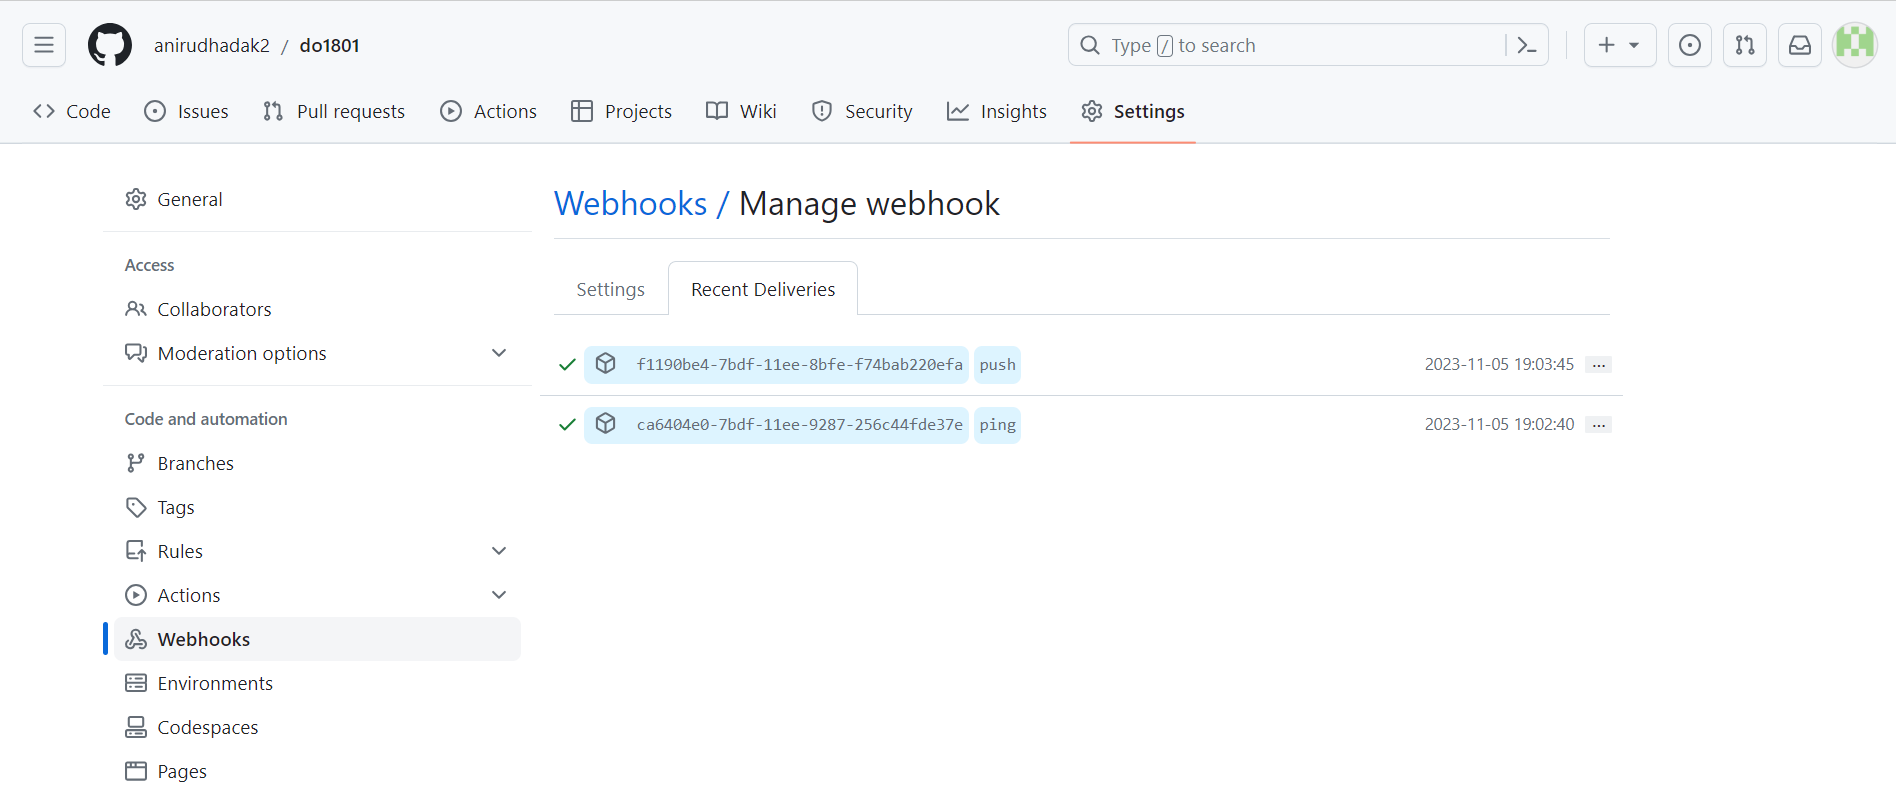 anirudhadak2 / do1801
Type / to search
Code Issues Pull requests Actions Projects Wiki Security Insights Settings
General
Access
Collaborators
Moderation options
Code and automation
Branches
Tags
Rules
Actions
Webhooks
Environments
Codespaces
Pages
Webhooks / Manage webhook
Settings Recent Deliveries
f1190be4-7bdf-11ee-8bfe-f74bab220efa push 2023-11-05 19:03:45 ...
ca6404e0-7bdf-11ee-9287-256c44fde37e ping 2023-11-05 19:02:40 ...